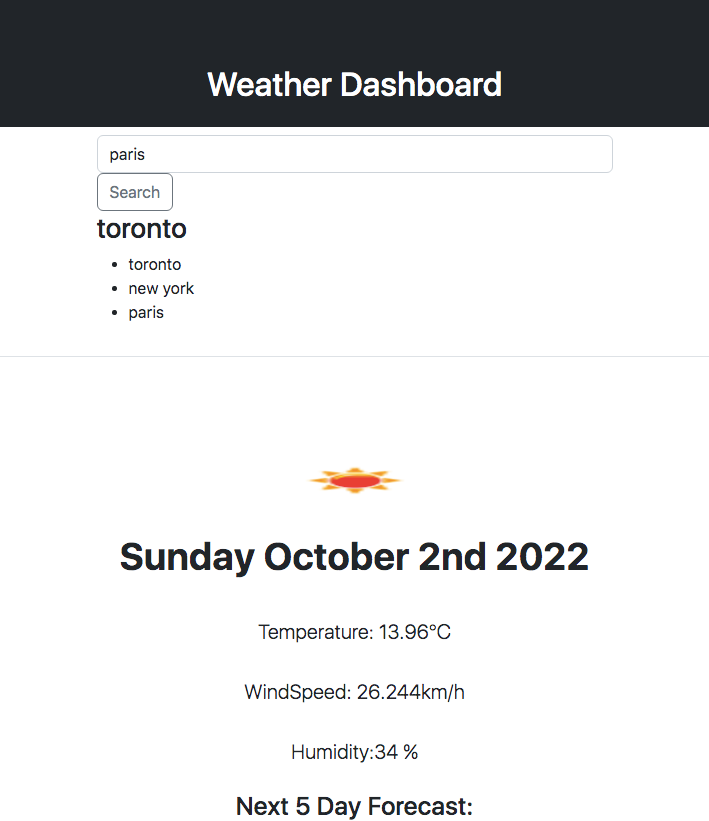 Weather Dashboard
paris
Search
toronto
toronto
new york
paris
Sunday October 2nd 2022
Temperature: 13.96°C
WindSpeed: 26.244km/h
Humidity:34 %
Next 5 Day Forecast: